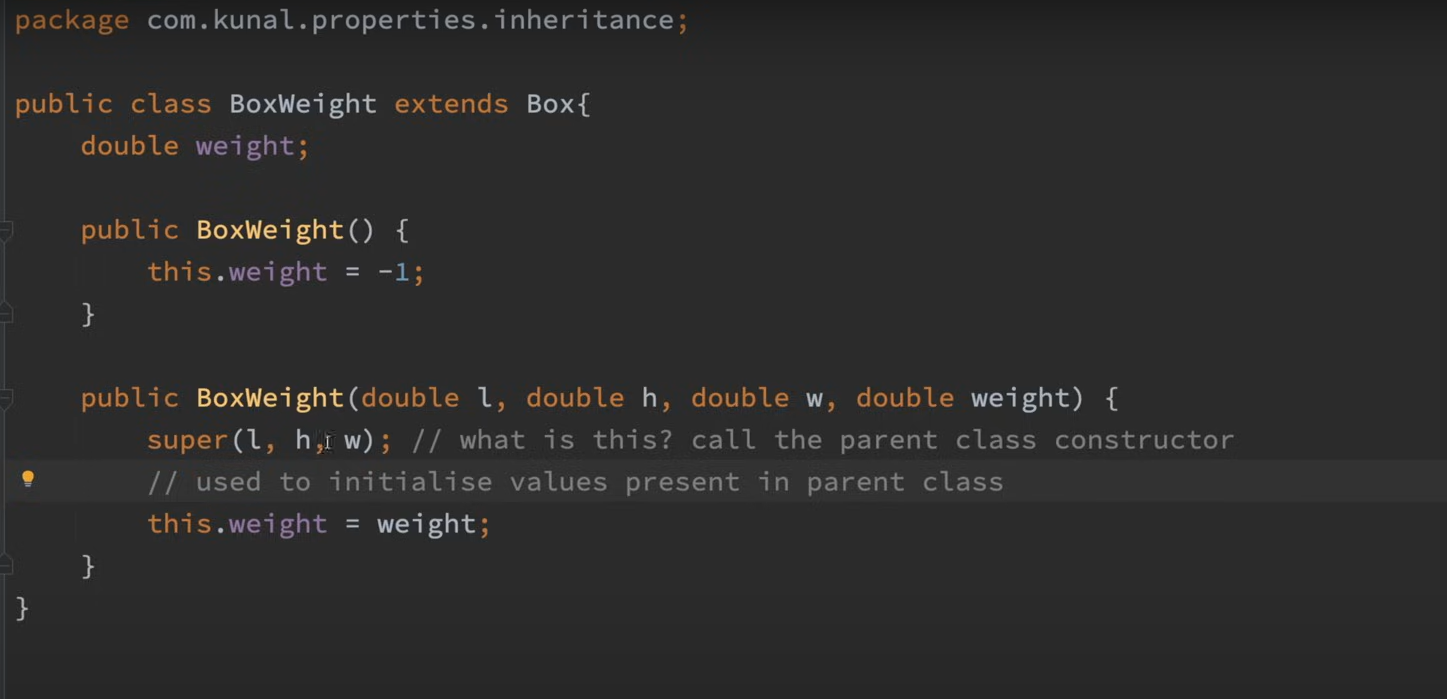 package com.kunal.properties.inheritance;
public class BoxWeight extends Box{
double weight;
public BoxWeight() {
this.weight = -1;
}
public BoxWeight(double l, double h, double w, double weight) {
super(l, h, w); // what is this? call the parent class constructor
// used to initialise values present in parent class
this.weight = weight;
}
}